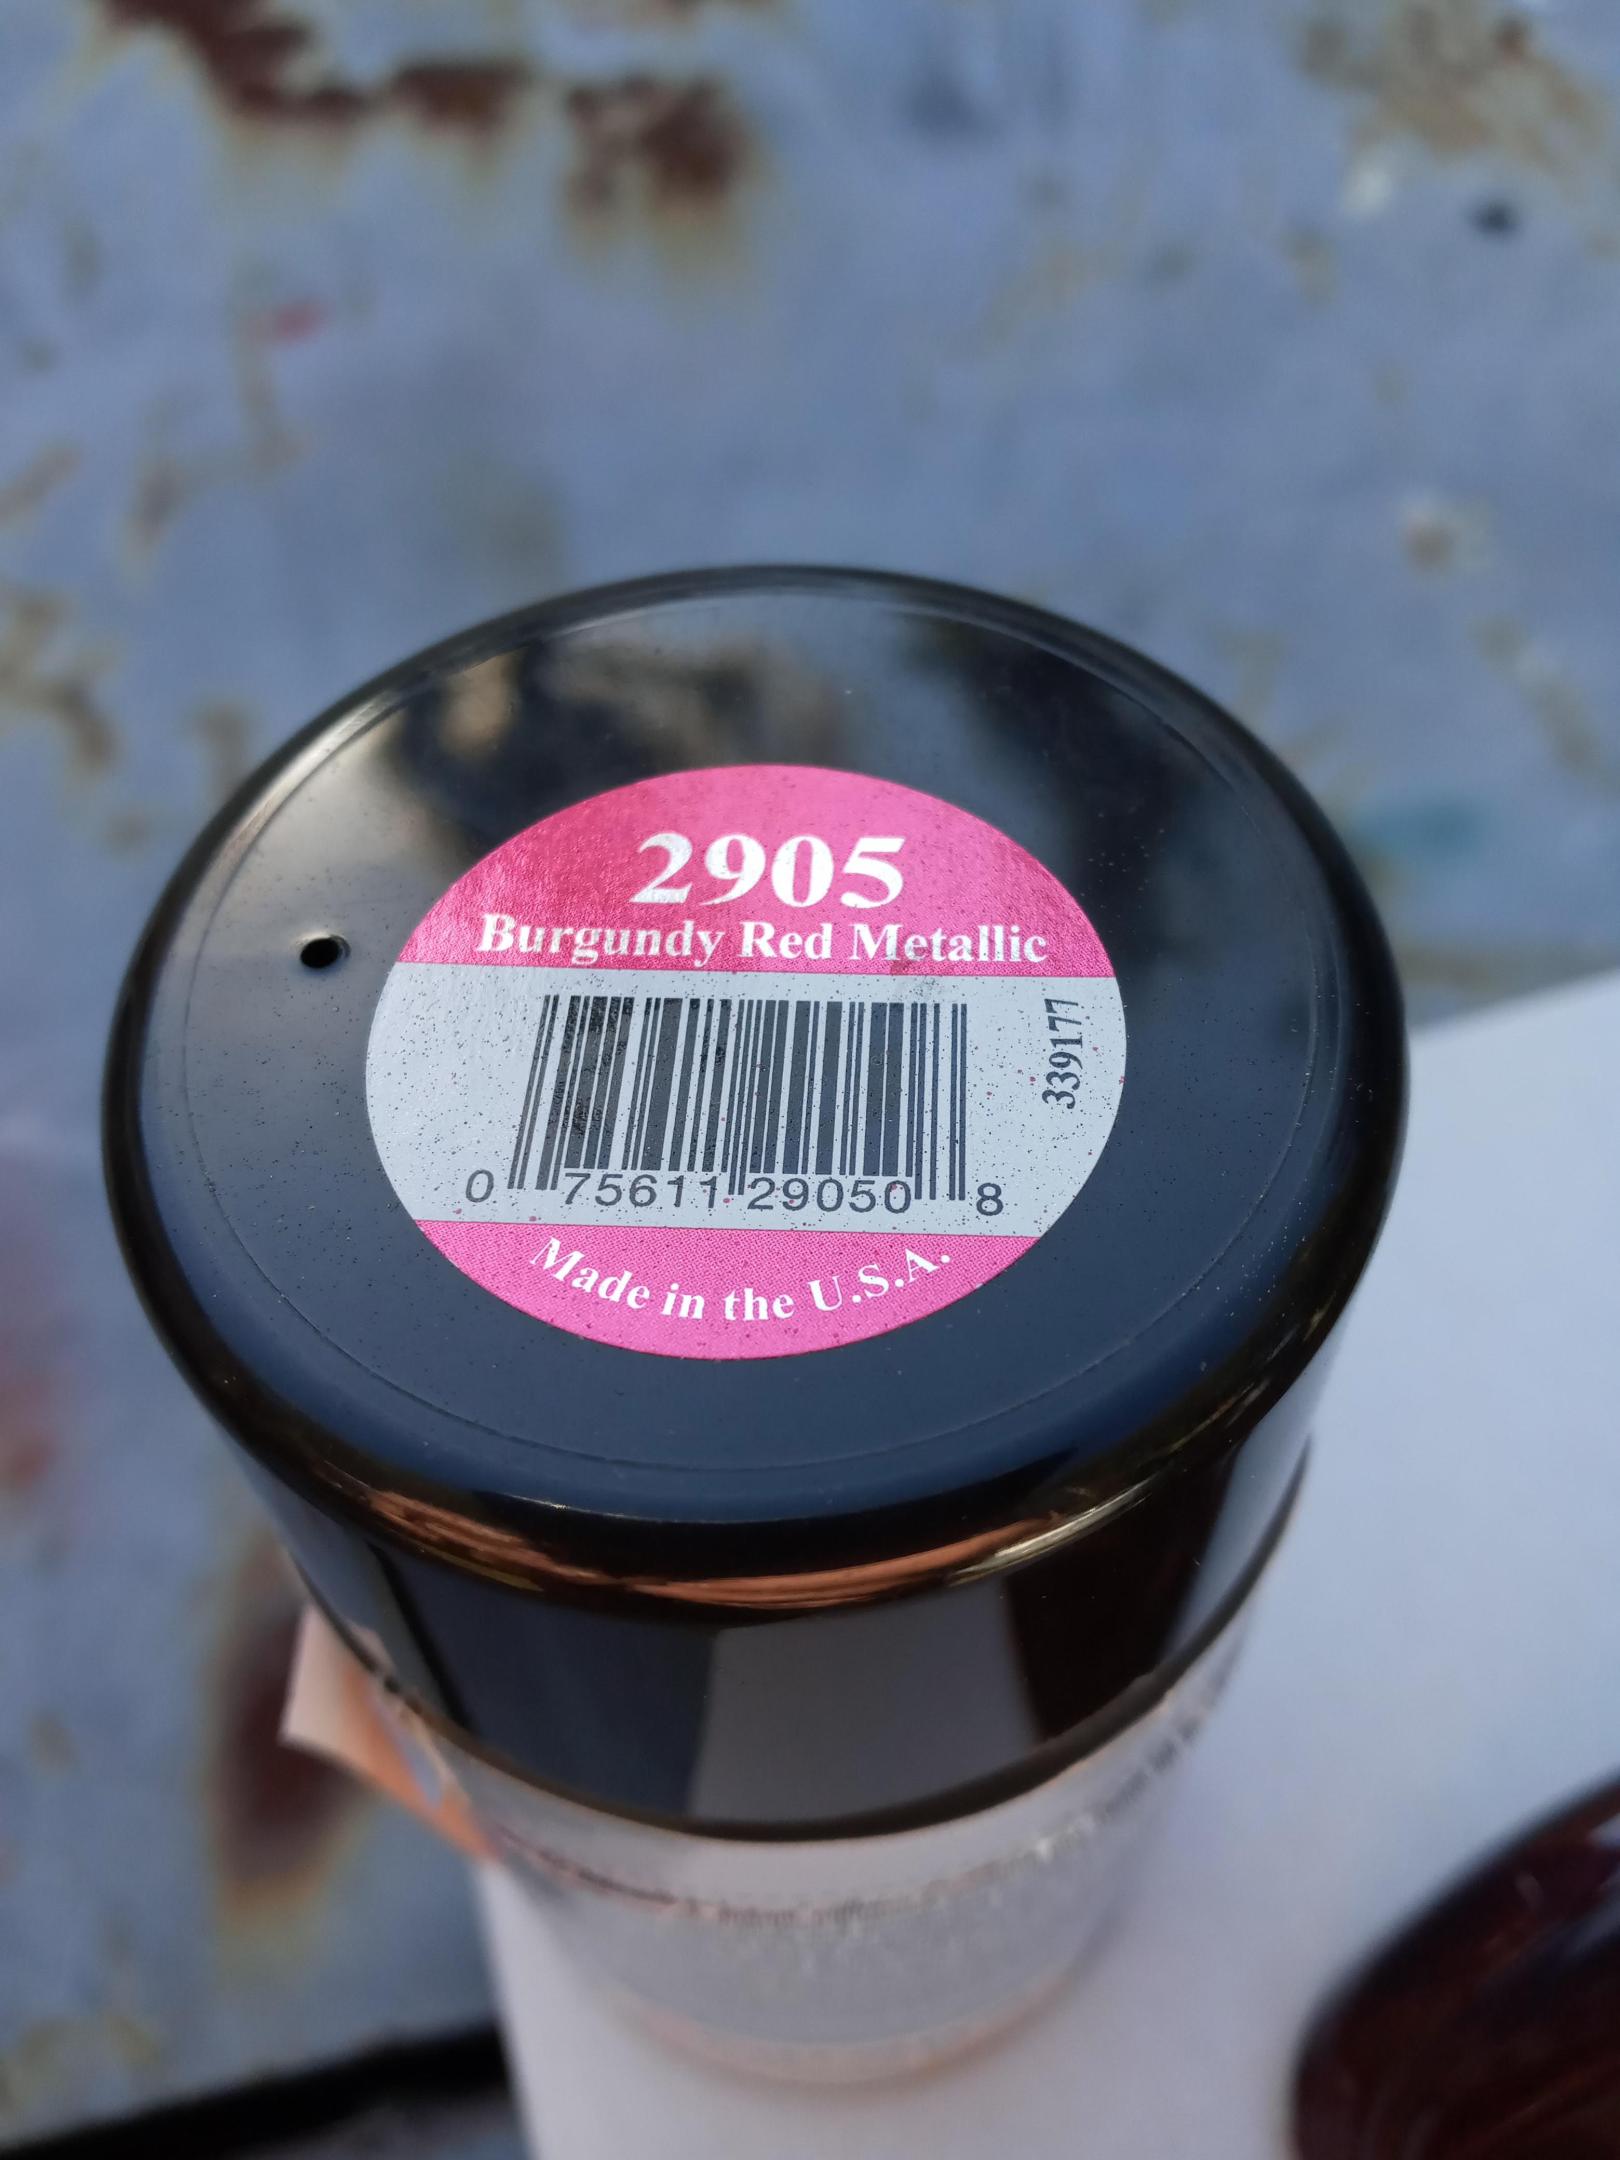 2905
Burgundy Red Metallic
339177
0 75611 29050 8
Made in the U.S.A.